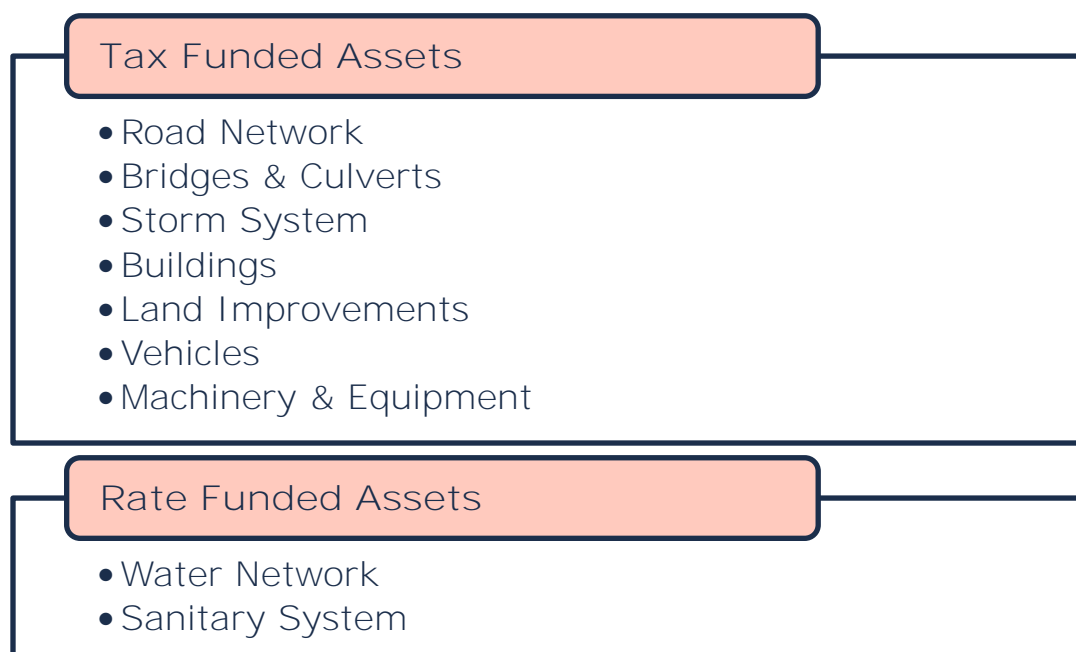 Tax Funded Assets
• Road Network
• Bridges & Culverts
• Storm System
• Buildings
• Land Improvements
• Vehicles
• Machinery & Equipment
Rate Funded Assets
• Water Network
• Sanitary System